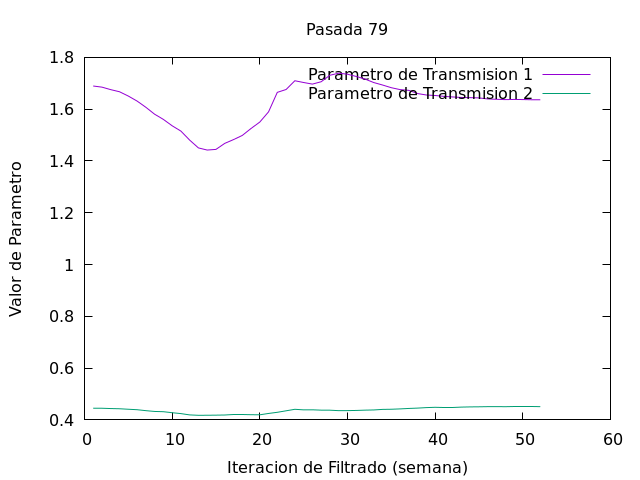 Pasada 79
1.8
1.6
1.4
1.2
1
0.8
0.6
0.4
Valor de Parametro
Parametro de Transmision 1
Parametro de Transmision 2
0 10 20 30 40 50 60
Iteracion de Filtrado (semana)